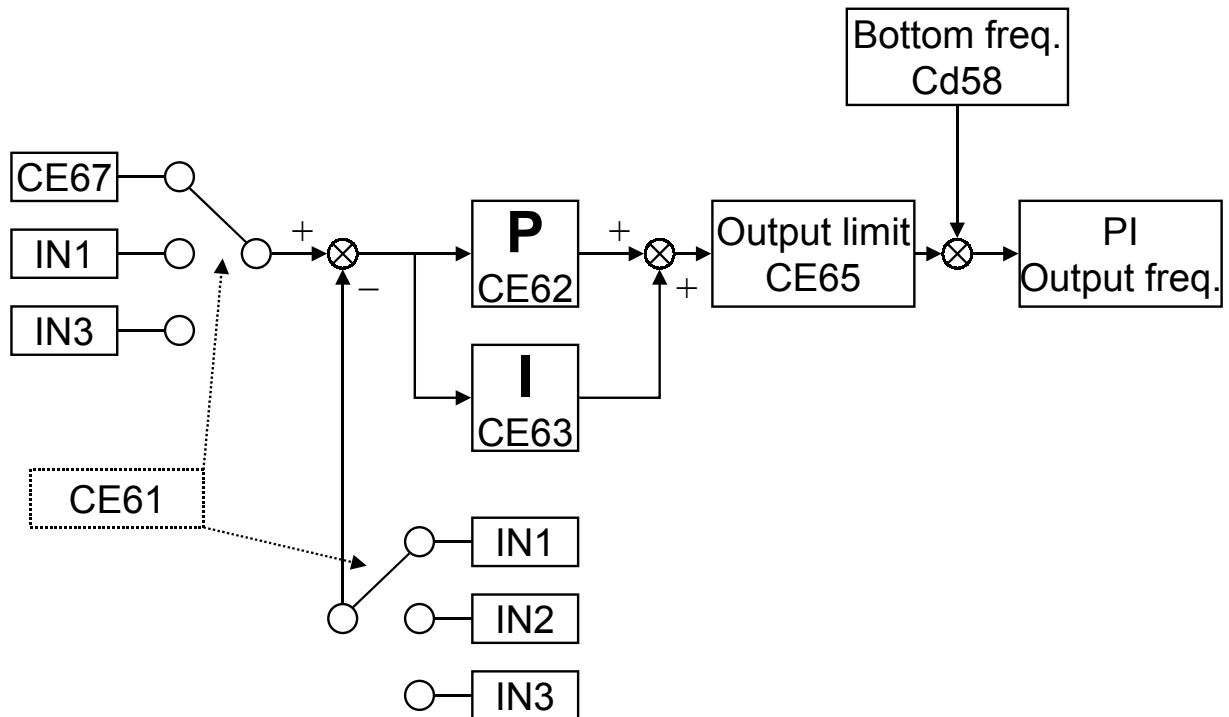 Bottom freq.
Cd58
CE67
IN1
IN3
+
−
P
CE62
I
CE63
+
+
Output limit
CE65
PI
Output freq.
CE61
IN1
IN2
IN3